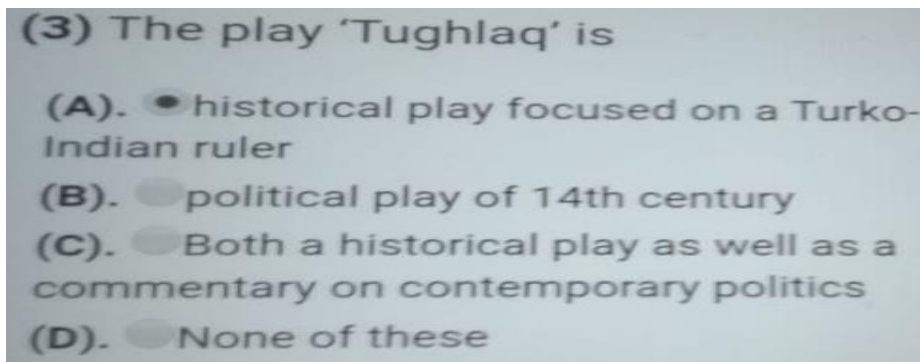 (3) The play ‘Tughlaq’ is
(A). historical play focused on a Turko-
Indian ruler
(B). political play of 14th century
(C). Both a historical play as well as a
commentary on contemporary politics
(D). None of these